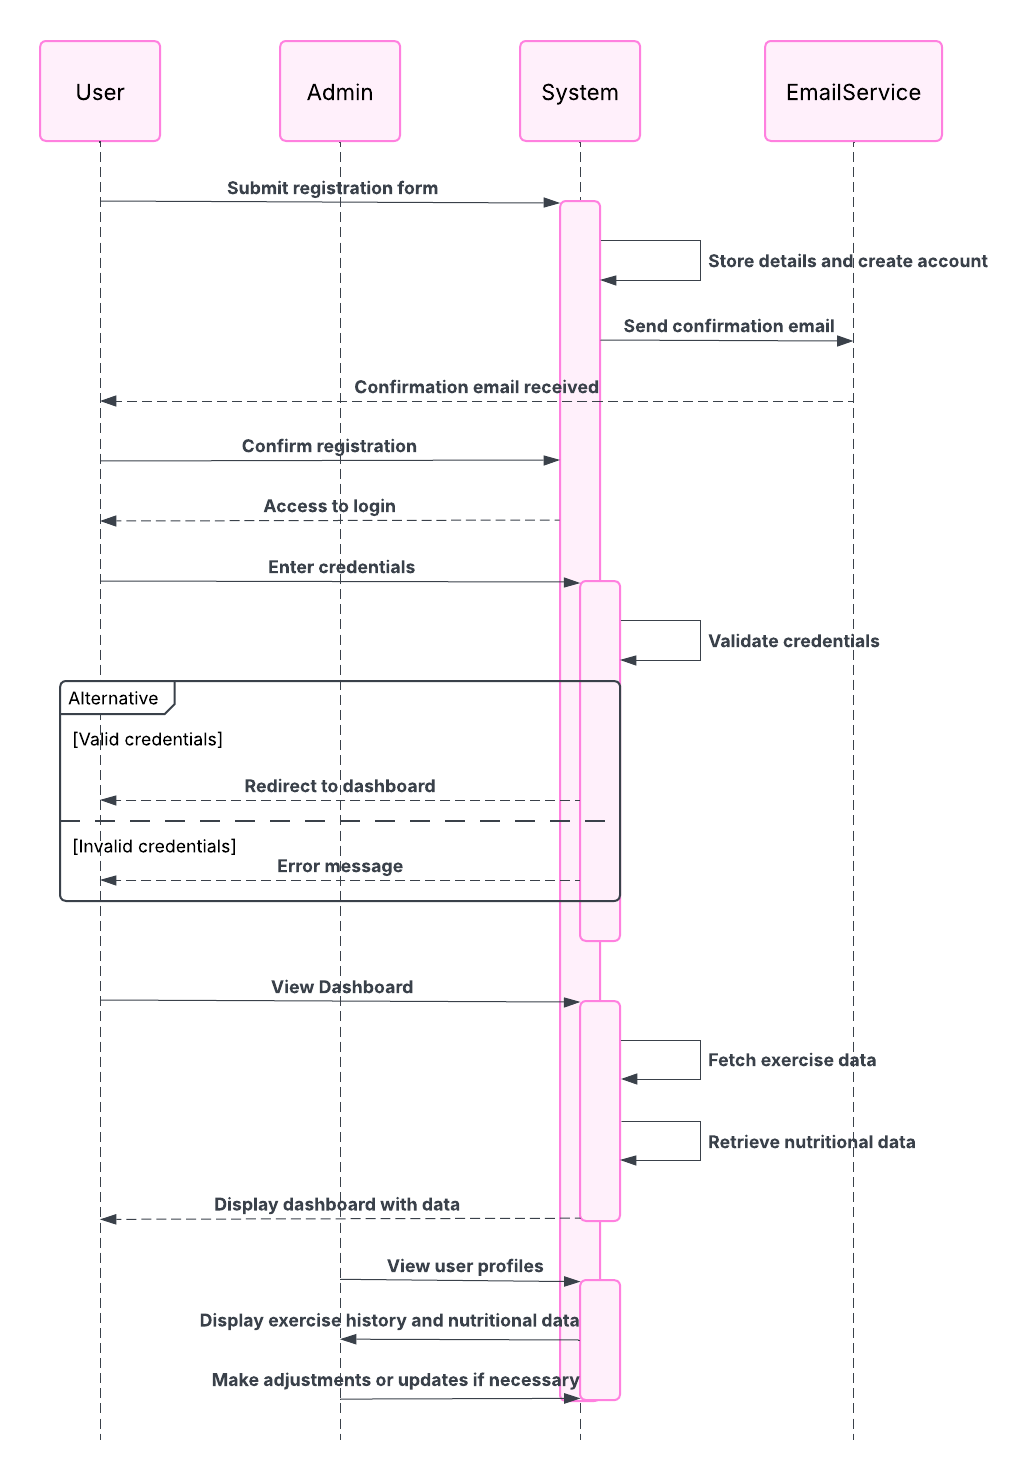 User
Admin
System
EmailService
Submit registration form
Store details and create account
Send confirmation email
Confirmation email received
Confirm registration
Access to login
Enter credentials
Validate credentials
Alternative
[Valid credentials]
Redirect to dashboard
[Invalid credentials]
Error message
View Dashboard
Fetch exercise data
Retrieve nutritional data
Display dashboard with data
View user profiles
Display exercise history and nutritional data
Make adjustments or updates if necessary